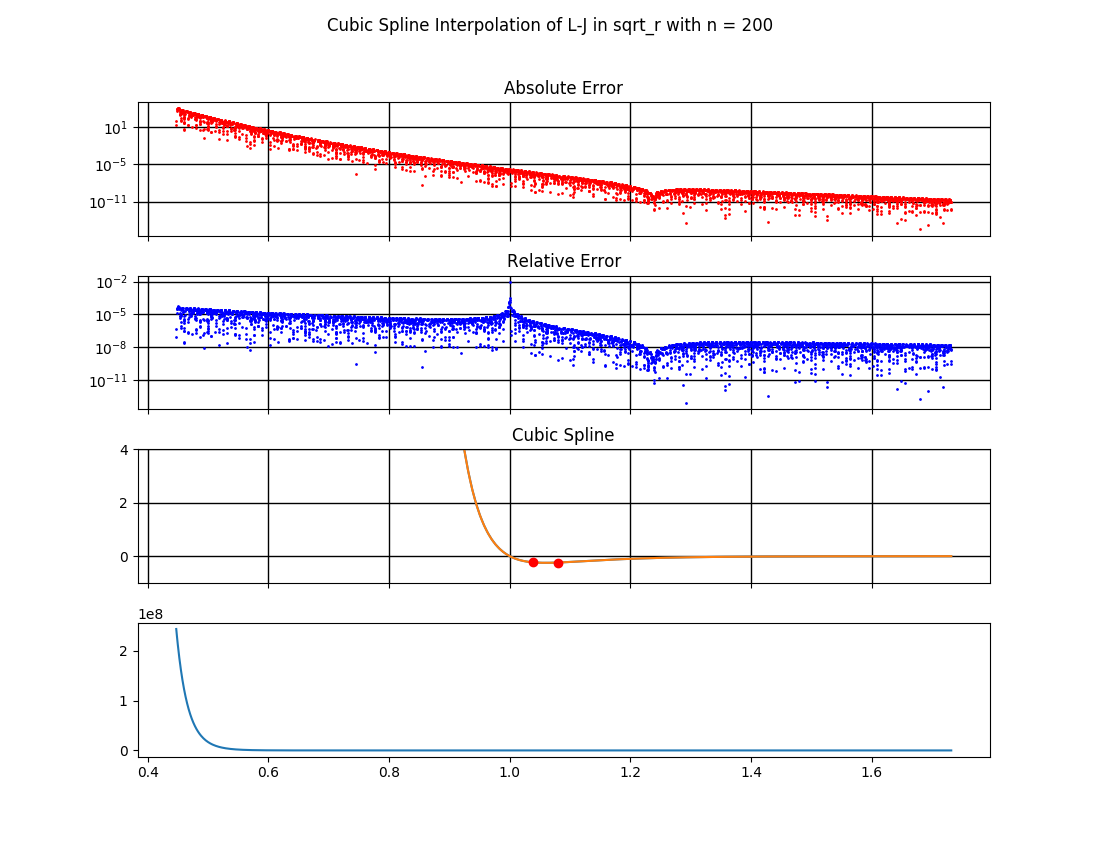 Cubic Spline Interpolation of L-J in sqrt_r with n = 200
Absolute Error
10¹
10⁻⁵
10⁻¹¹
Relative Error
10⁻²
10⁻⁵
10⁻⁸
10⁻¹¹
Cubic Spline
4
2
0
1e8
2
1
0
0.4 0.6 0.8 1.0 1.2 1.4 1.6